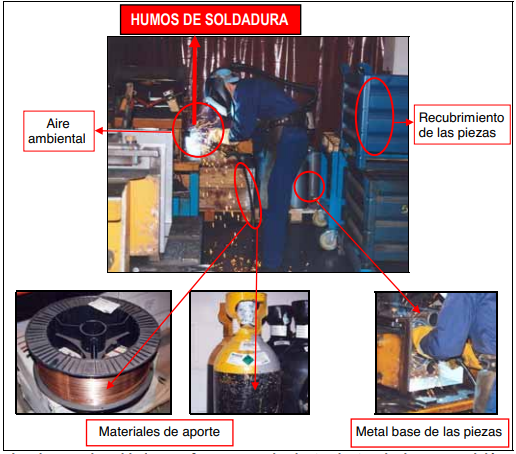 HUMOS DE SOLDADURA
Aire
ambiental
Recubrimiento
de las piezas
Materiales de aporte
Metal base de las piezas